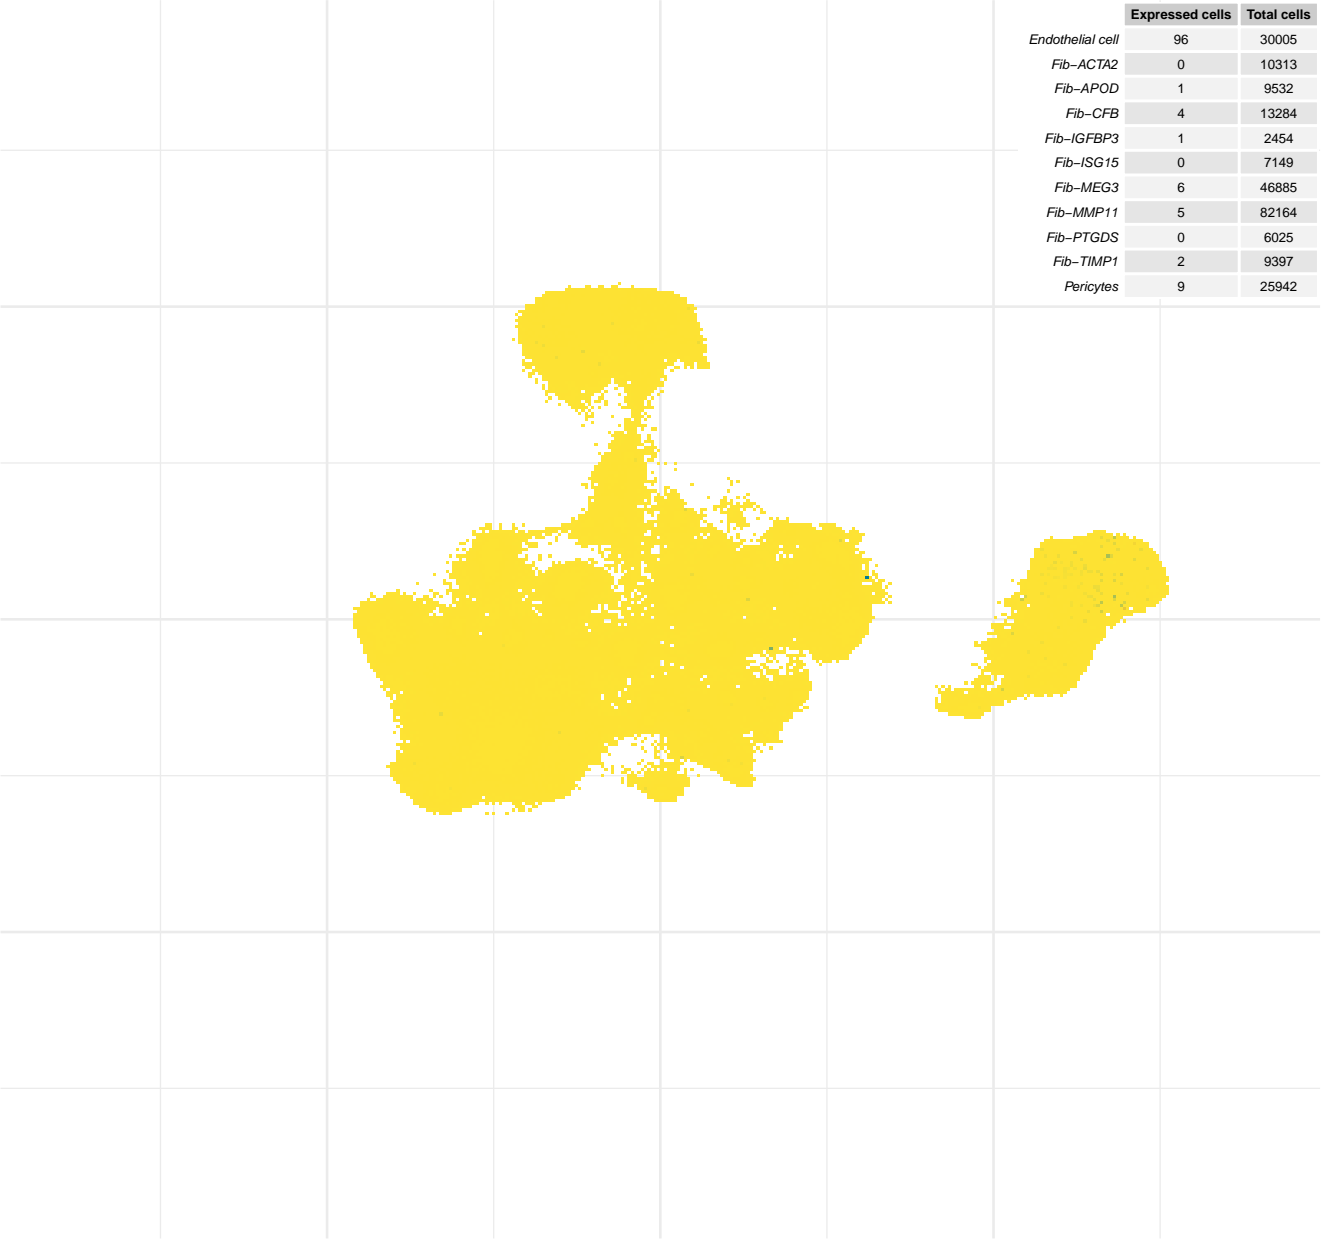 Expressed cells Total cells
Endothelial cell 96 30005
Fib−ACTA2 0 10313
Fib−APOD 1 9532
Fib−CFB 4 13284
Fib−IGFBP3 1 2454
Fib−ISG15 0 7149
Fib−MEG3 6 46885
Fib−MMP11 5 82164
Fib−PTGDS 0 6025
Fib−TIMP1 2 9397
Pericytes 9 25942